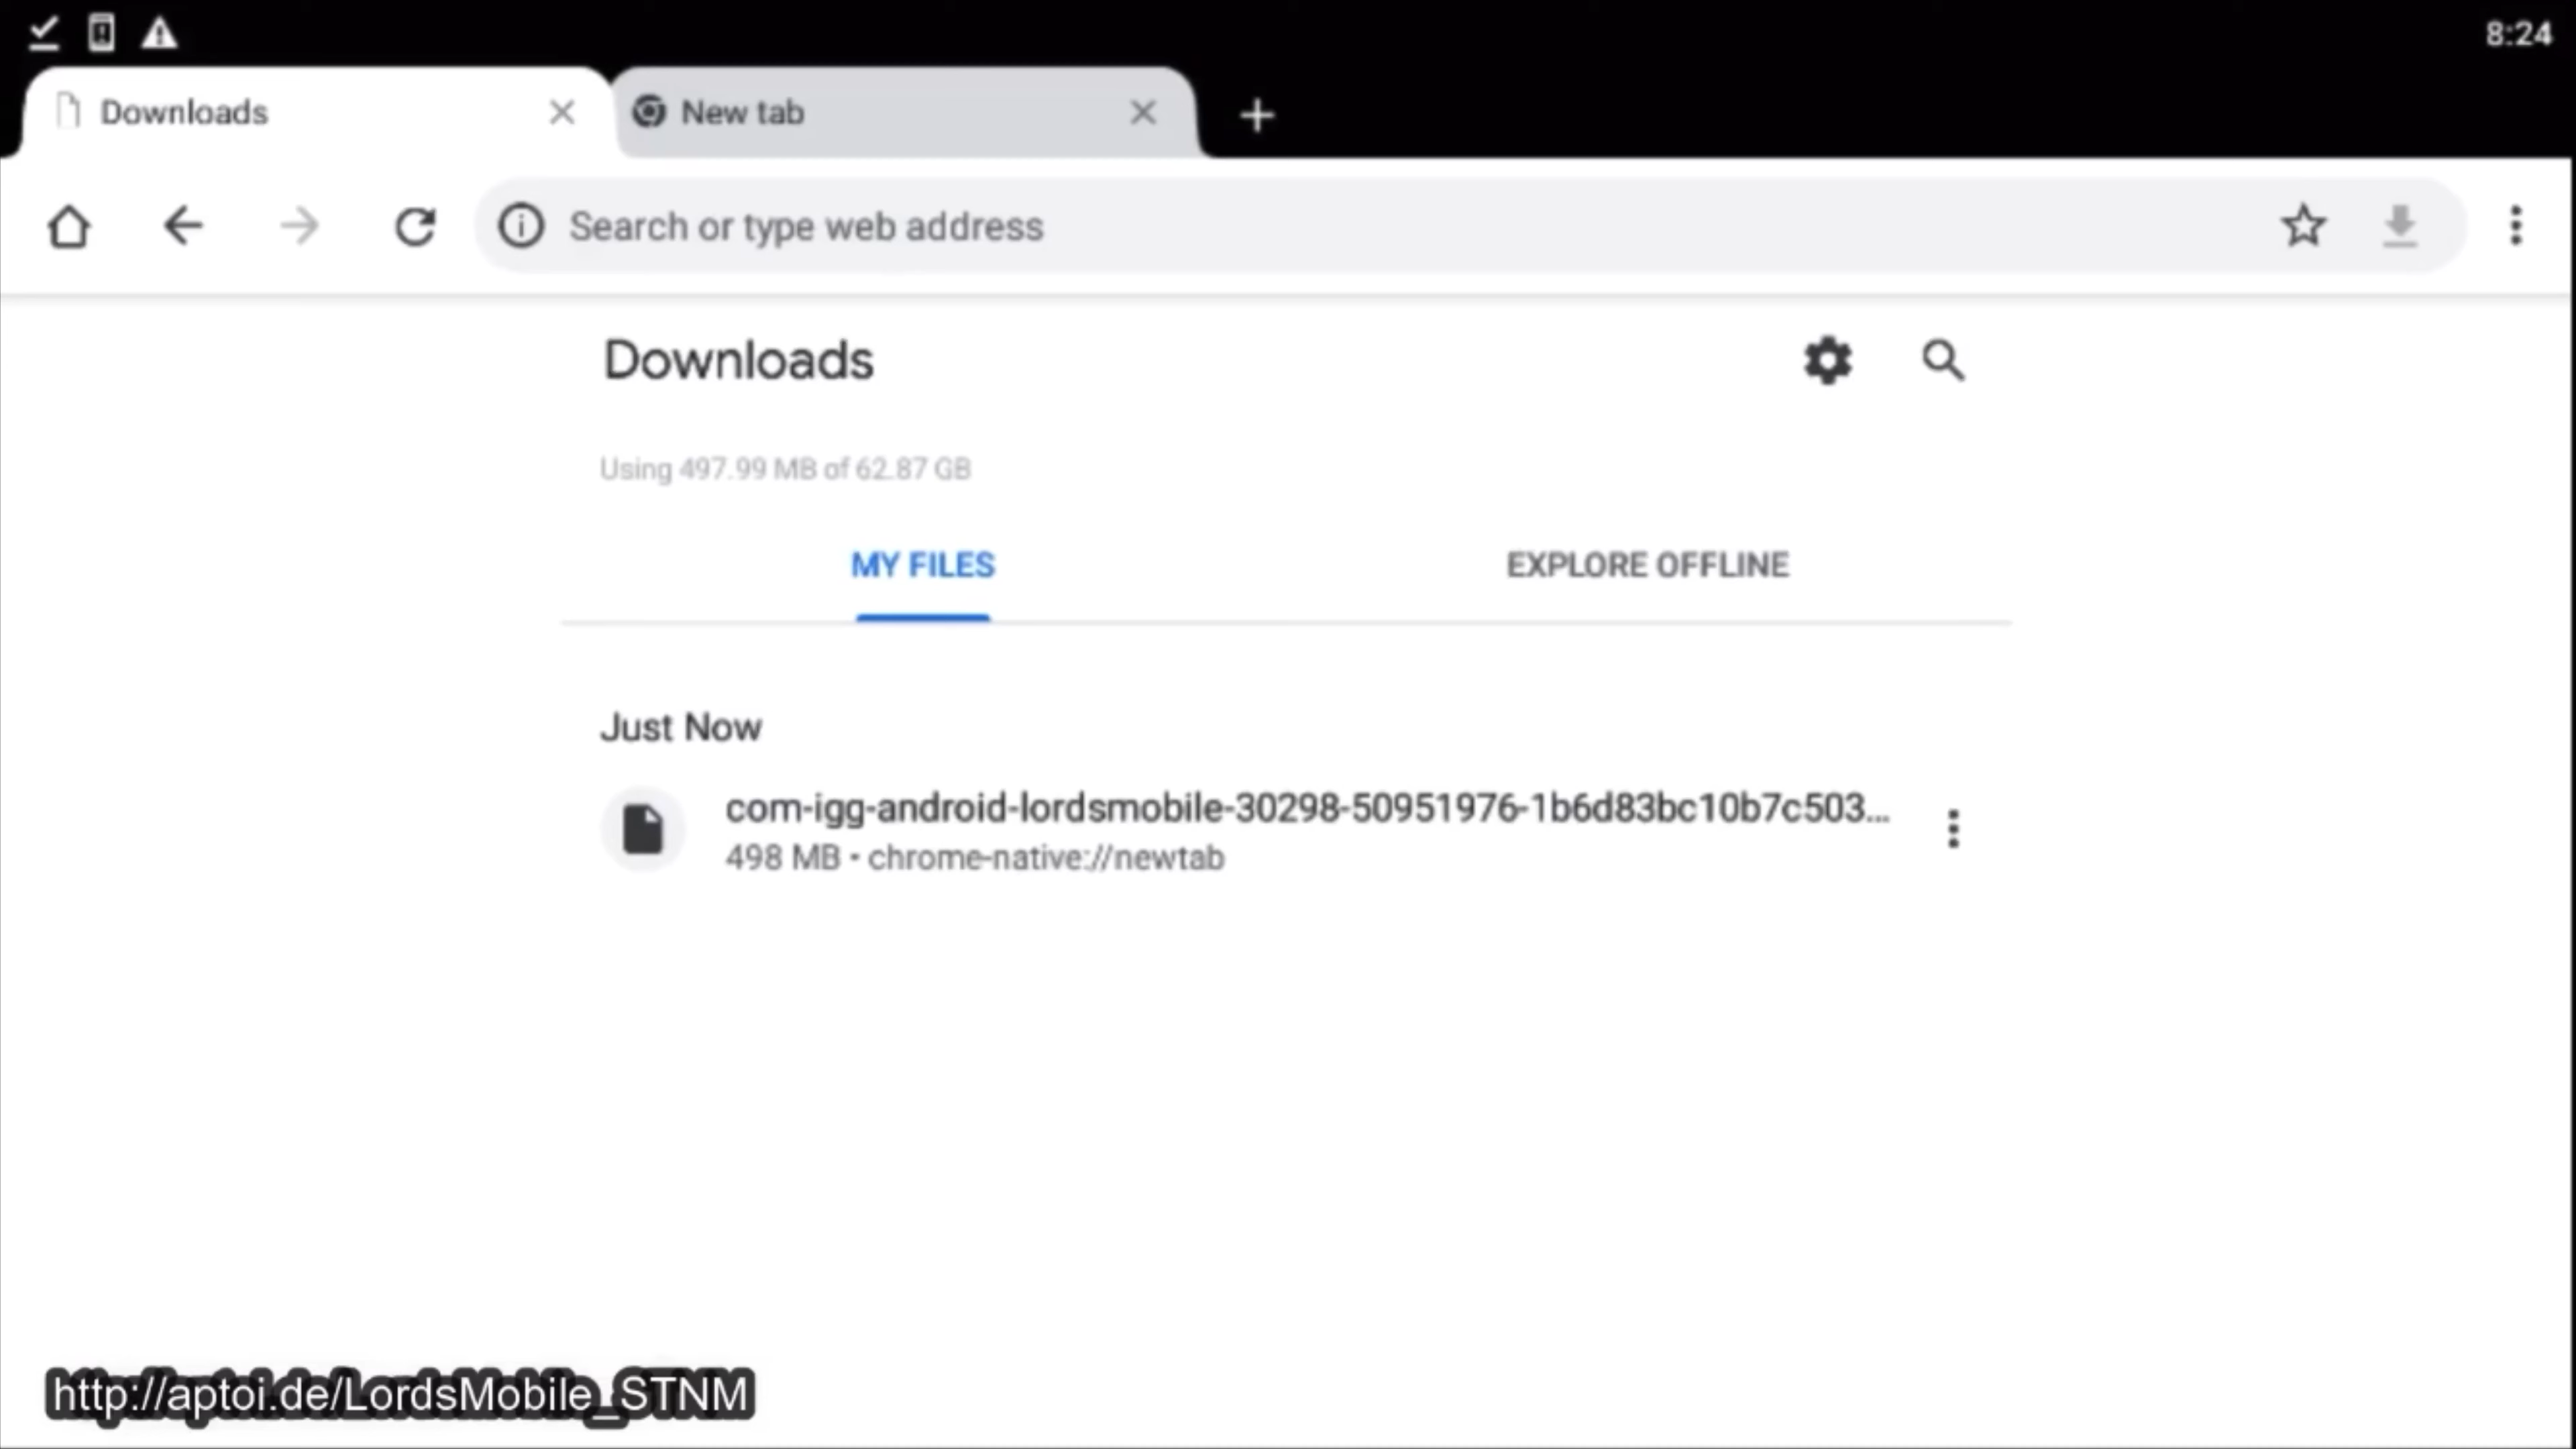 8:24
Downloads
New tab
Search or type web address
Downloads
Using 497.99 MB of 62.87 GB
MY FILES
EXPLORE OFFLINE
Just Now
com-igg-android-lordsmobile-30298-50951976-1b6d83bc10b7c503...
498 MB • chrome-native://newtab
http://aptoi.de/LordsMobile_STNM